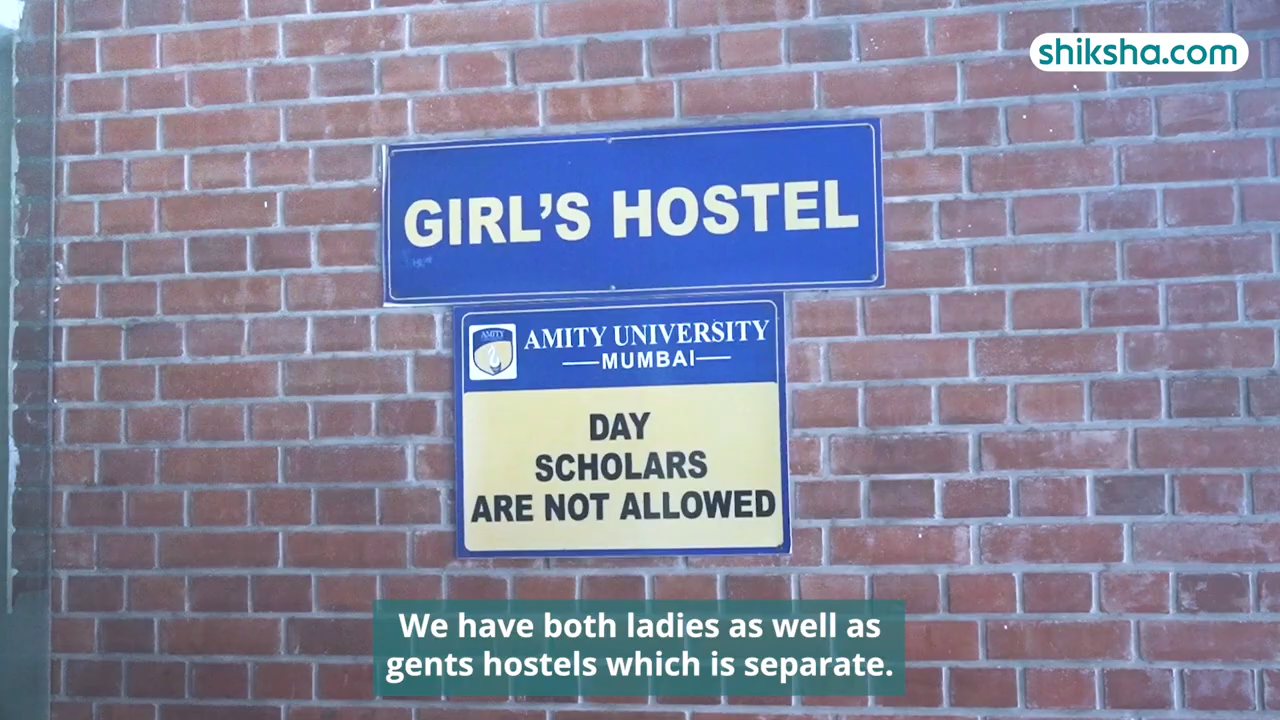 shiksha.com
GIRL'S HOSTEL
AMITY
AMITY UNIVERSITY
MUMBAI
DAY
SCHOLARS
ARE NOT ALLOWED
We have both ladies as well as
gents hostels which is separate.